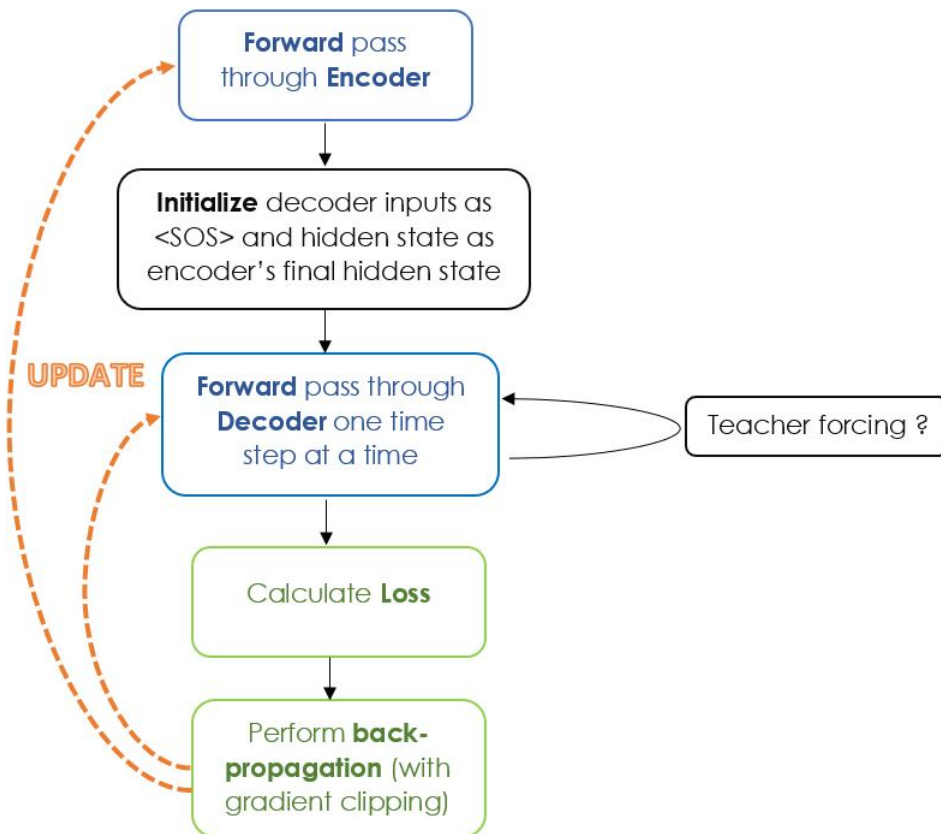 Forward pass
through Encoder
Initialize decoder inputs as
<SOS> and hidden state as
encoder's final hidden state
UPDATE
Forward pass through
Decoder one time
step at a time
Teacher forcing ?
Calculate Loss
Perform back-
propagation (with
gradient clipping)